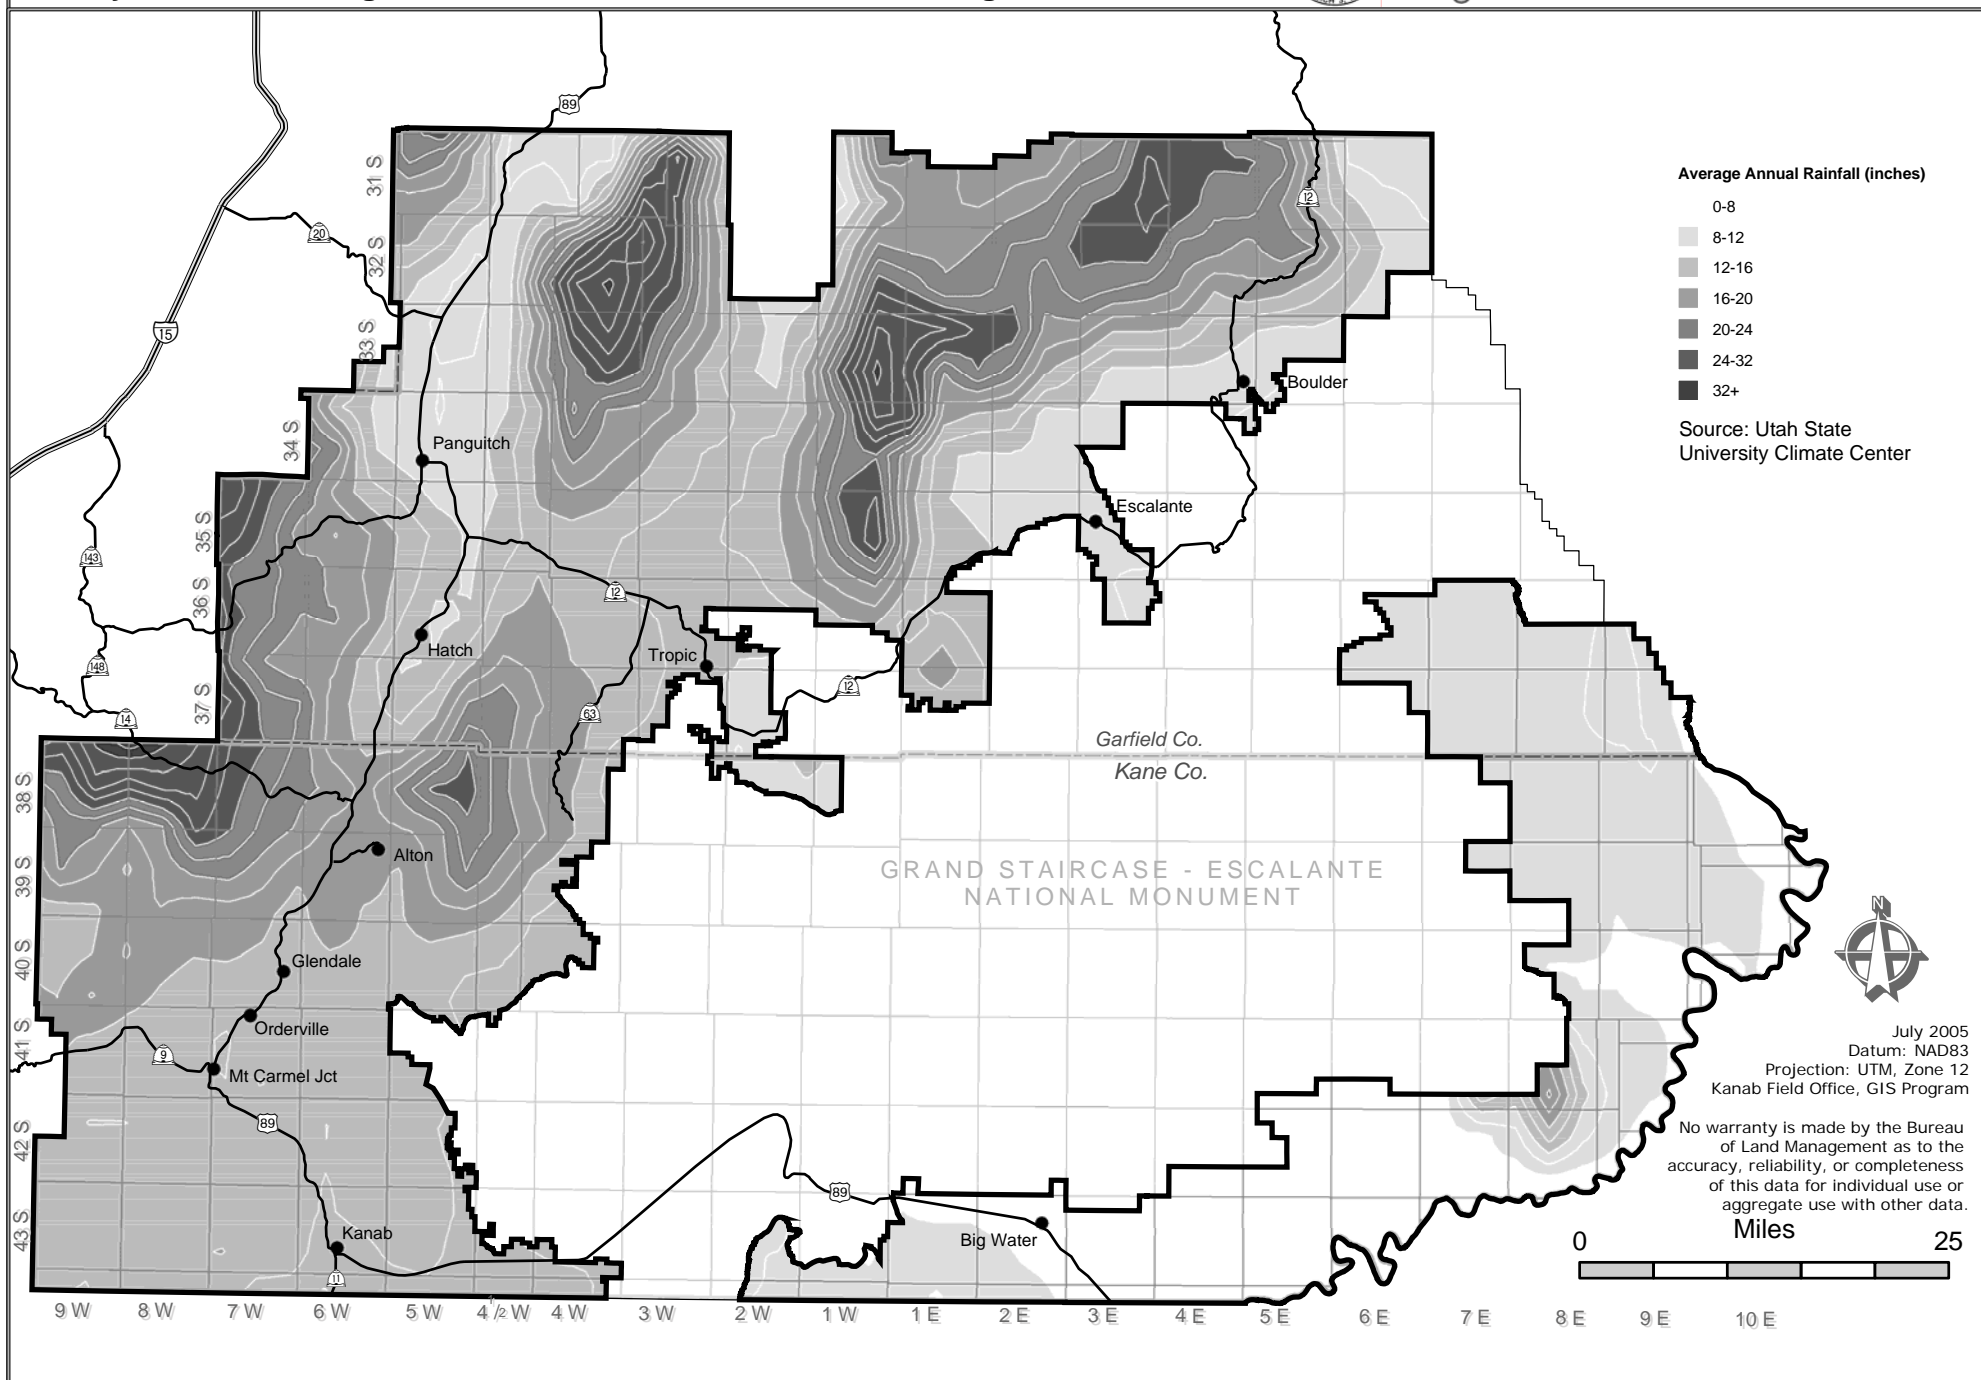 89
31 S
12
Average Annual Rainfall (inches)
0-8
8-12
12-16
16-20
20-24
24-32
32+
Source: Utah State
University Climate Center
20
32 S
15
33 S
Boulder
34 S
Panguitch
Escalante
35 S
143
12
36 S
Hatch
Tropic
148
12
37 S
14
63
Garfield Co.
Kane Co.
38 S
Alton
39 S
GRAND STAIRCASE - ESCALANTE
NATIONAL MONUMENT
N
40 S
Glendale
Orderville
41 S
9
Mt Carmel Jct
July 2005
Datum: NAD83
Projection: UTM, Zone 12
Kanab Field Office, GIS Program
89
42 S
No warranty is made by the Bureau
of Land Management as to the
accuracy, reliability, or completeness
of this data for individual use or
aggregate use with other data.
89
43 S
Kanab
Big Water
Miles
0
25
11
9 W
8 W
7 W
6 W
5 W
4 1/2 W
4 W
3 W
2 W
1 W
1 E
2 E
3 E
4 E
5 E
6 E
7 E
8 E
9 E
10 E